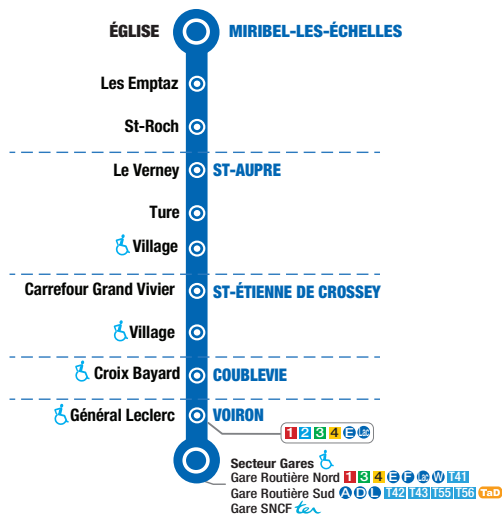 ÉGLISE MIRIBEL-LES-ÉCHELLES
Les Emptaz
St-Roch
Le Verney ST-AUPRE
Ture
Village
Carrefour Grand Vivier ST-ÉTIENNE DE CROSSEY
Village
Croix Bayard COUBLEVIE
Général Leclerc VOIRON
1 2 3 4 E Lac
Secteur Gares
Gare Routière Nord 1 3 4 E F Lac W T41
Gare Routière Sud A D L T42 T43 T55 T56 TaD
Gare SNCF ter